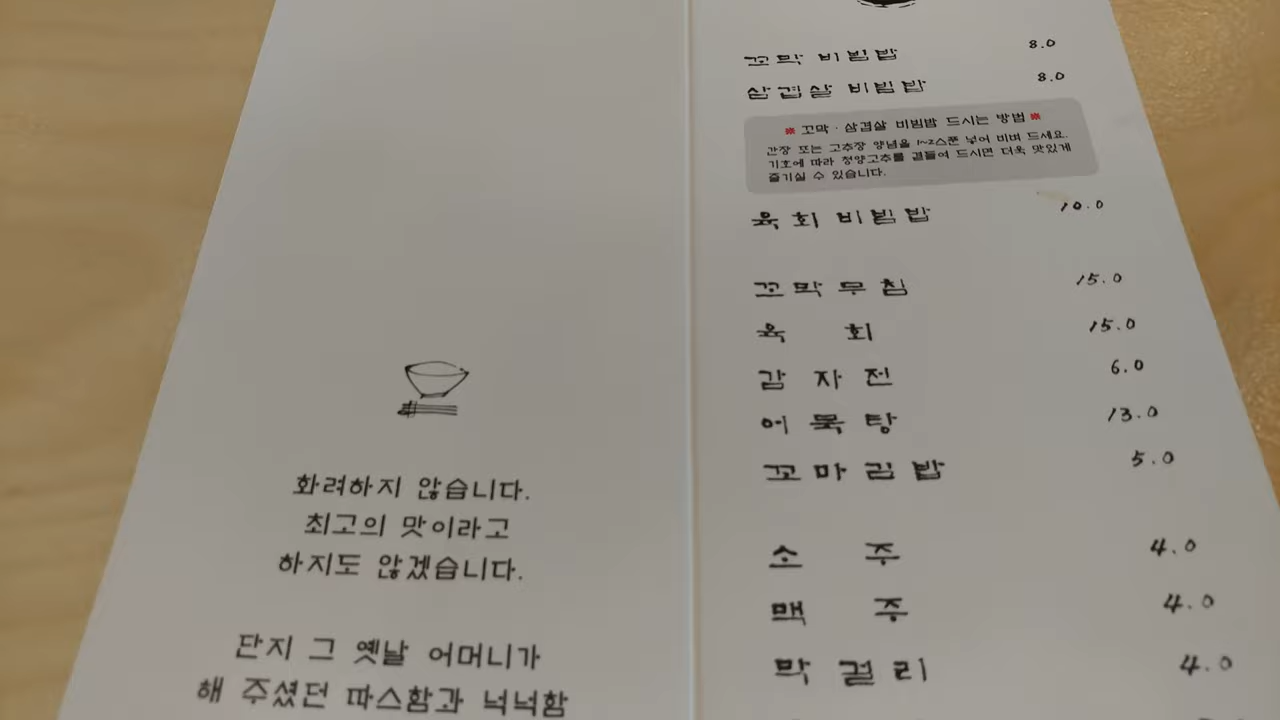 화려하지 않습니다.
최고의 맛이라고
하지도 않겠습니다.
단지 그 옛날 어머니가
해 주셨던 따스함과 넉넉함
꼬막 비빔밥 8.0
삼겹살 비빔밥 8.0
※ 꼬막·삼겹살 비빔밥 드시는 방법 ※
간장 또는 고추장 양념을 1~2스푼 넣어 비벼 드세요.
기호에 따라 청양고추를 곁들여 드시면 더욱 맛있게
즐기실 수 있습니다.
육회비빔밥 10.0
꼬막무침 15.0
육회 15.0
감자전 6.0
어묵탕 13.0
꼬마김밥 5.0
소주 4.0
맥주 4.0
막걸리 4.0